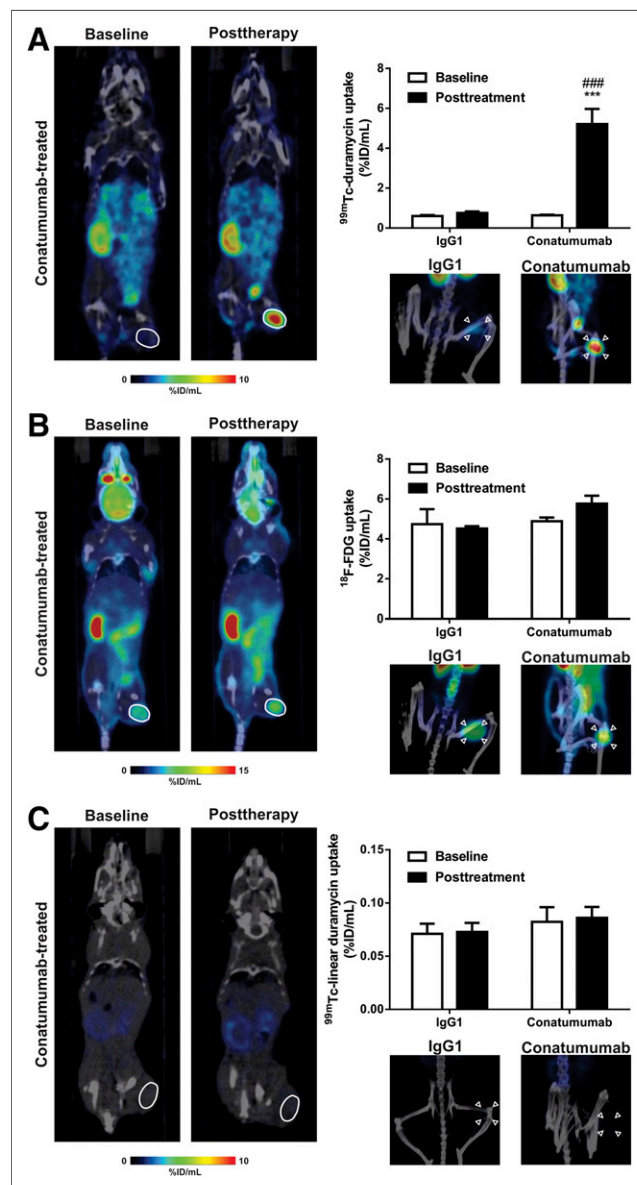 A
Baseline
Posttherapy
Conatumumab-treated
0
10
%ID/mL
99mTc-duramycin uptake
(%ID/mL)
8
6
4
2
0
Baseline
Posttreatment
###
***
IgG1
Conatumumab
IgG1
Conatumumab
B
Baseline
Posttherapy
Conatumumab-treated
0
15
%ID/mL
18F-FDG uptake
(%ID/mL)
8
6
4
2
0
Baseline
Posttreatment
IgG1
Conatumumab
IgG1
Conatumumab
C
Baseline
Posttherapy
Conatumumab-treated
0
10
%ID/mL
99mTc-linear duramycin uptake
(%ID/mL)
0.15
0.10
0.05
0.00
Baseline
Posttreatment
IgG1
Conatumumab
IgG1
Conatumumab